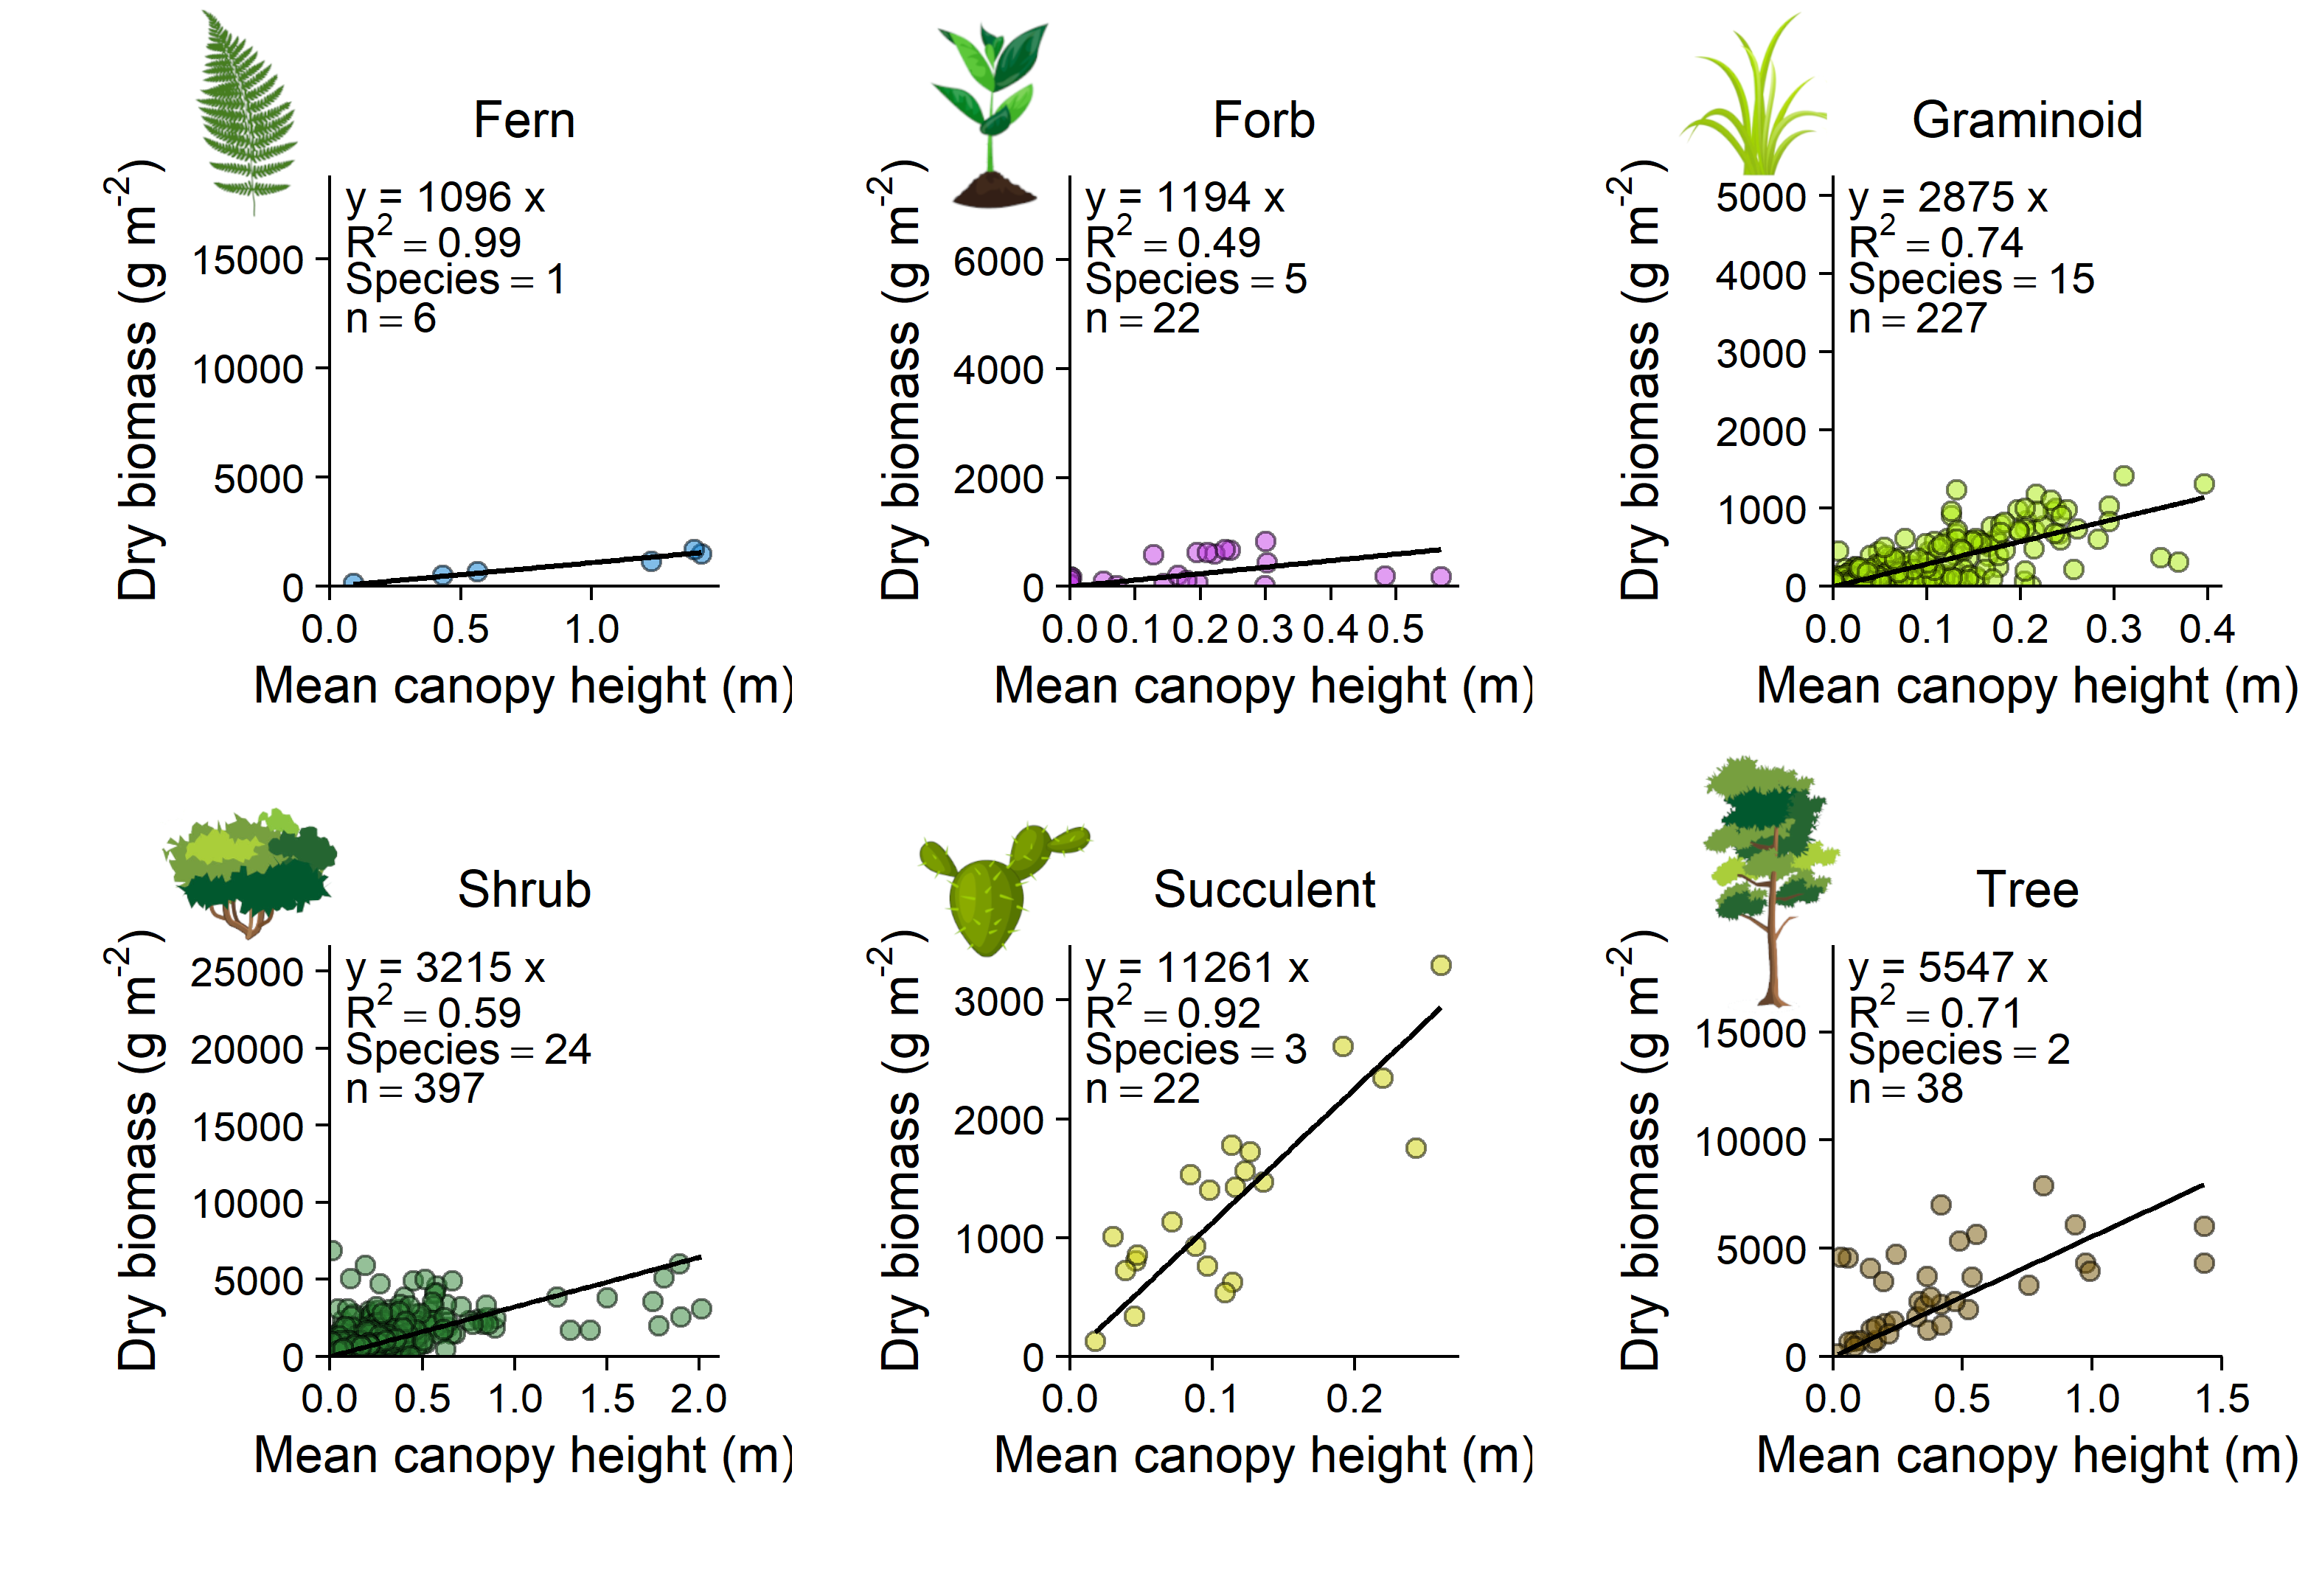 Fern
y = 1096 x
R² = 0.99
Species = 1
n = 6
Dry biomass (g m⁻²)
15000
10000
5000
0
0.0 0.5 1.0
Mean canopy height (m)
Forb
y = 1194 x
R² = 0.49
Species = 5
n = 22
Dry biomass (g m⁻²)
6000
4000
2000
0
0.0 0.1 0.2 0.3 0.4 0.5
Mean canopy height (m)
Graminoid
y = 2875 x
R² = 0.74
Species = 15
n = 227
Dry biomass (g m⁻²)
5000
4000
3000
2000
1000
0
0.0 0.1 0.2 0.3 0.4
Mean canopy height (m)
Shrub
y = 3215 x
R² = 0.59
Species = 24
n = 397
Dry biomass (g m⁻²)
25000
20000
15000
10000
5000
0
0.0 0.5 1.0 1.5 2.0
Mean canopy height (m)
Succulent
y = 11261 x
R² = 0.92
Species = 3
n = 22
Dry biomass (g m⁻²)
3000
2000
1000
0
0.0 0.1 0.2
Mean canopy height (m)
Tree
y = 5547 x
R² = 0.71
Species = 2
n = 38
Dry biomass (g m⁻²)
15000
10000
5000
0
0.0 0.5 1.0 1.5
Mean canopy height (m)